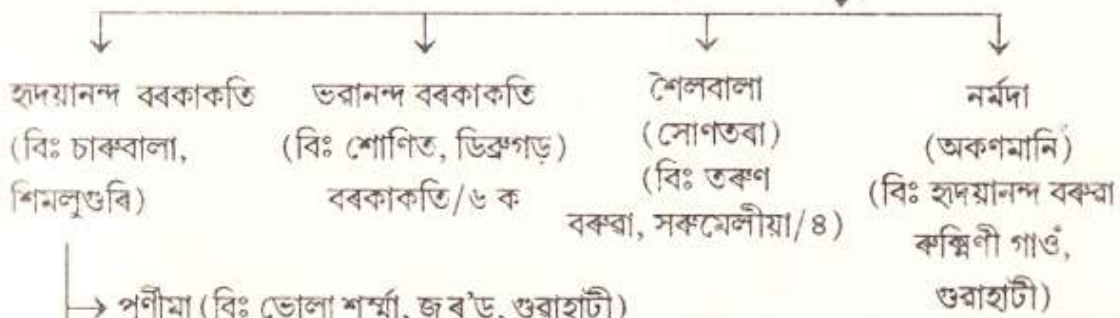 হৃদয়ানন্দ বৰকাকতি
(বিঃ চাৰুবালা,
শিমলুগুৰি)
ভৱানন্দ বৰকাকতি
(বিঃ শোণিত, ডিব্রুগড়)
বৰকাকতি/৬ ক
শৈলবালা
(সোণতৰা)
(বিঃ তৰুণ
বৰুৱা, সৰুমেলীয়া/৪)
নৰ্মদা
(অকণমানি)
(বিঃ হৃদয়ানন্দ বৰুৱা
ৰুক্মিণী গাওঁ,
গুৱাহাটী)
পূৰ্ণীমা (বিঃ ভোলা শৰ্ম্মা, জ ৰ'ড, গুৱাহাটী)